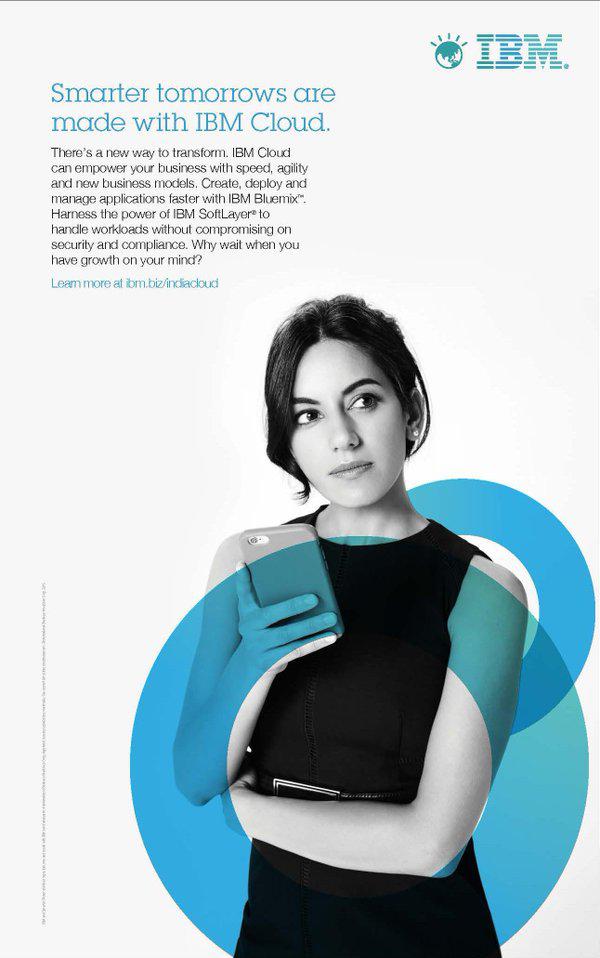 IBM.
Smarter tomorrows are
made with IBM Cloud.
There's a new way to transform. IBM Cloud
can empower your business with speed, agility
and new business models. Create, deploy and
manage applications faster with IBM Bluemix™.
Harness the power of IBM SoftLayer® to
handle workloads without compromising on
security and compliance. Why wait when you
have growth on your mind?
Learn more at ibm.biz/indiacloud